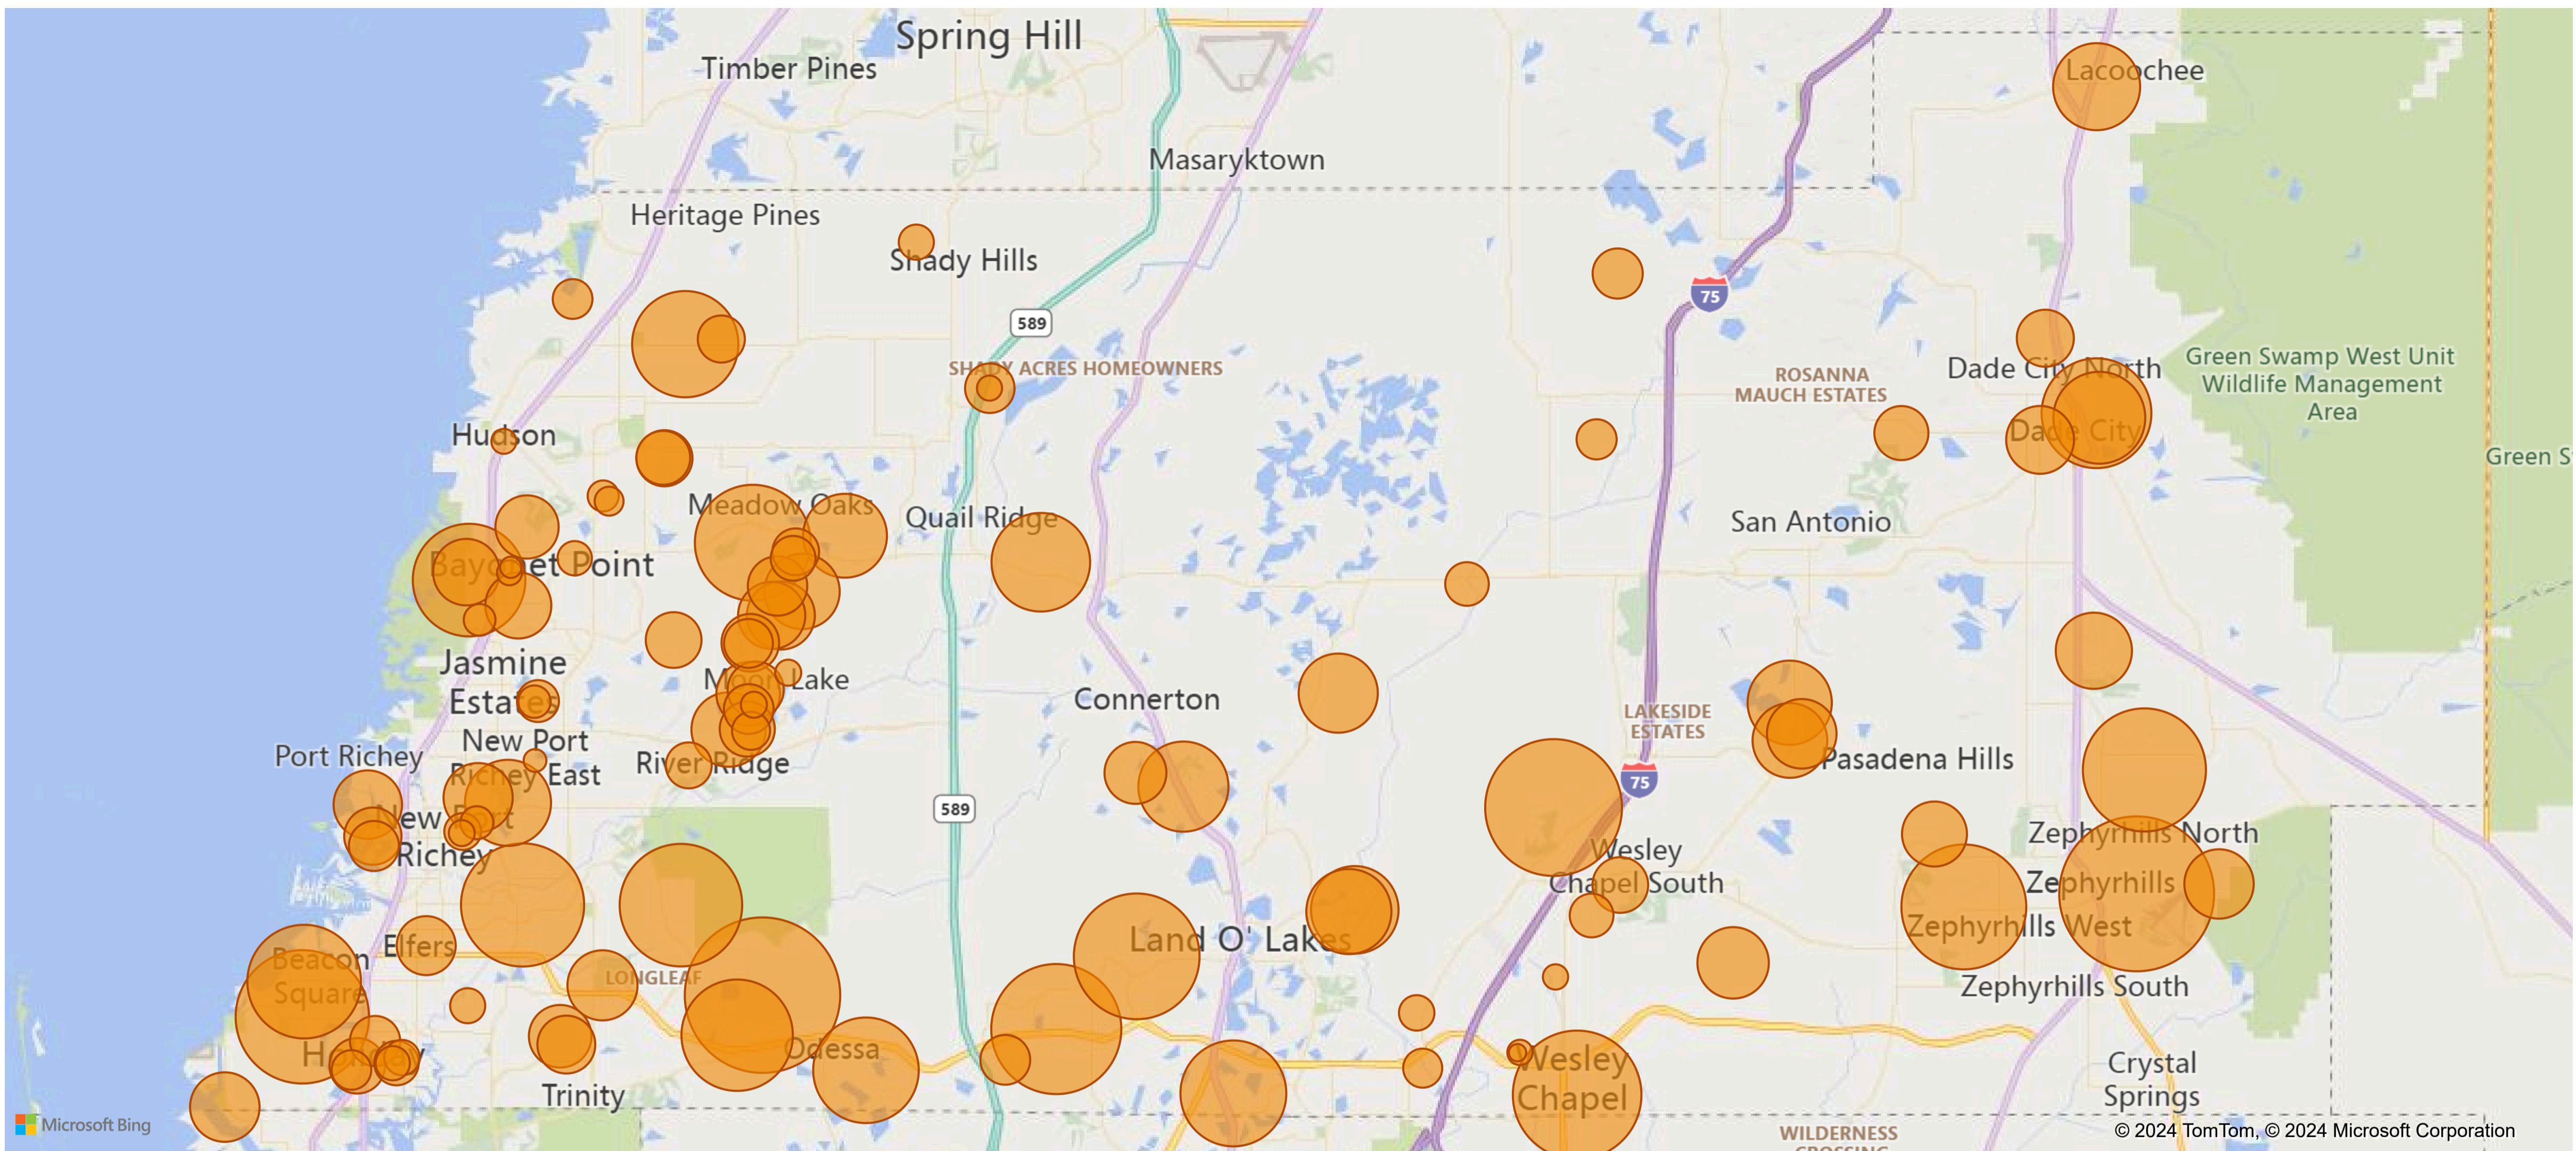 Spring Hill
Timber Pines
Lacoochee
Masaryktown
Heritage Pines
Shady Hills
75
589
SHADY ACRES HOMEOWNERS
Dade City North
Green Swamp West Unit
Wildlife Management
Area
ROSANNA
MAUCH ESTATES
Hudson
Dade City
Green S
Meadow Oaks
Quail Ridge
San Antonio
Bayonet Point
Jasmine
Estates
Moon Lake
Connerton
LAKESIDE
ESTATES
New Port
Richey East
Port Richey
River Ridge
Pasadena Hills
75
589
New Port
Richey
Zephyrhills North
Wesley
Chapel South
Zephyrhills
Zephyrhills West
Land O' Lakes
Elfers
Beacon
Square
LONGLEAF
Zephyrhills South
Holiday
Odessa
Wesley
Chapel
Crystal
Springs
Trinity
Microsoft Bing
WILDERNESS
CROSSING
© 2024 TomTom, © 2024 Microsoft Corporation